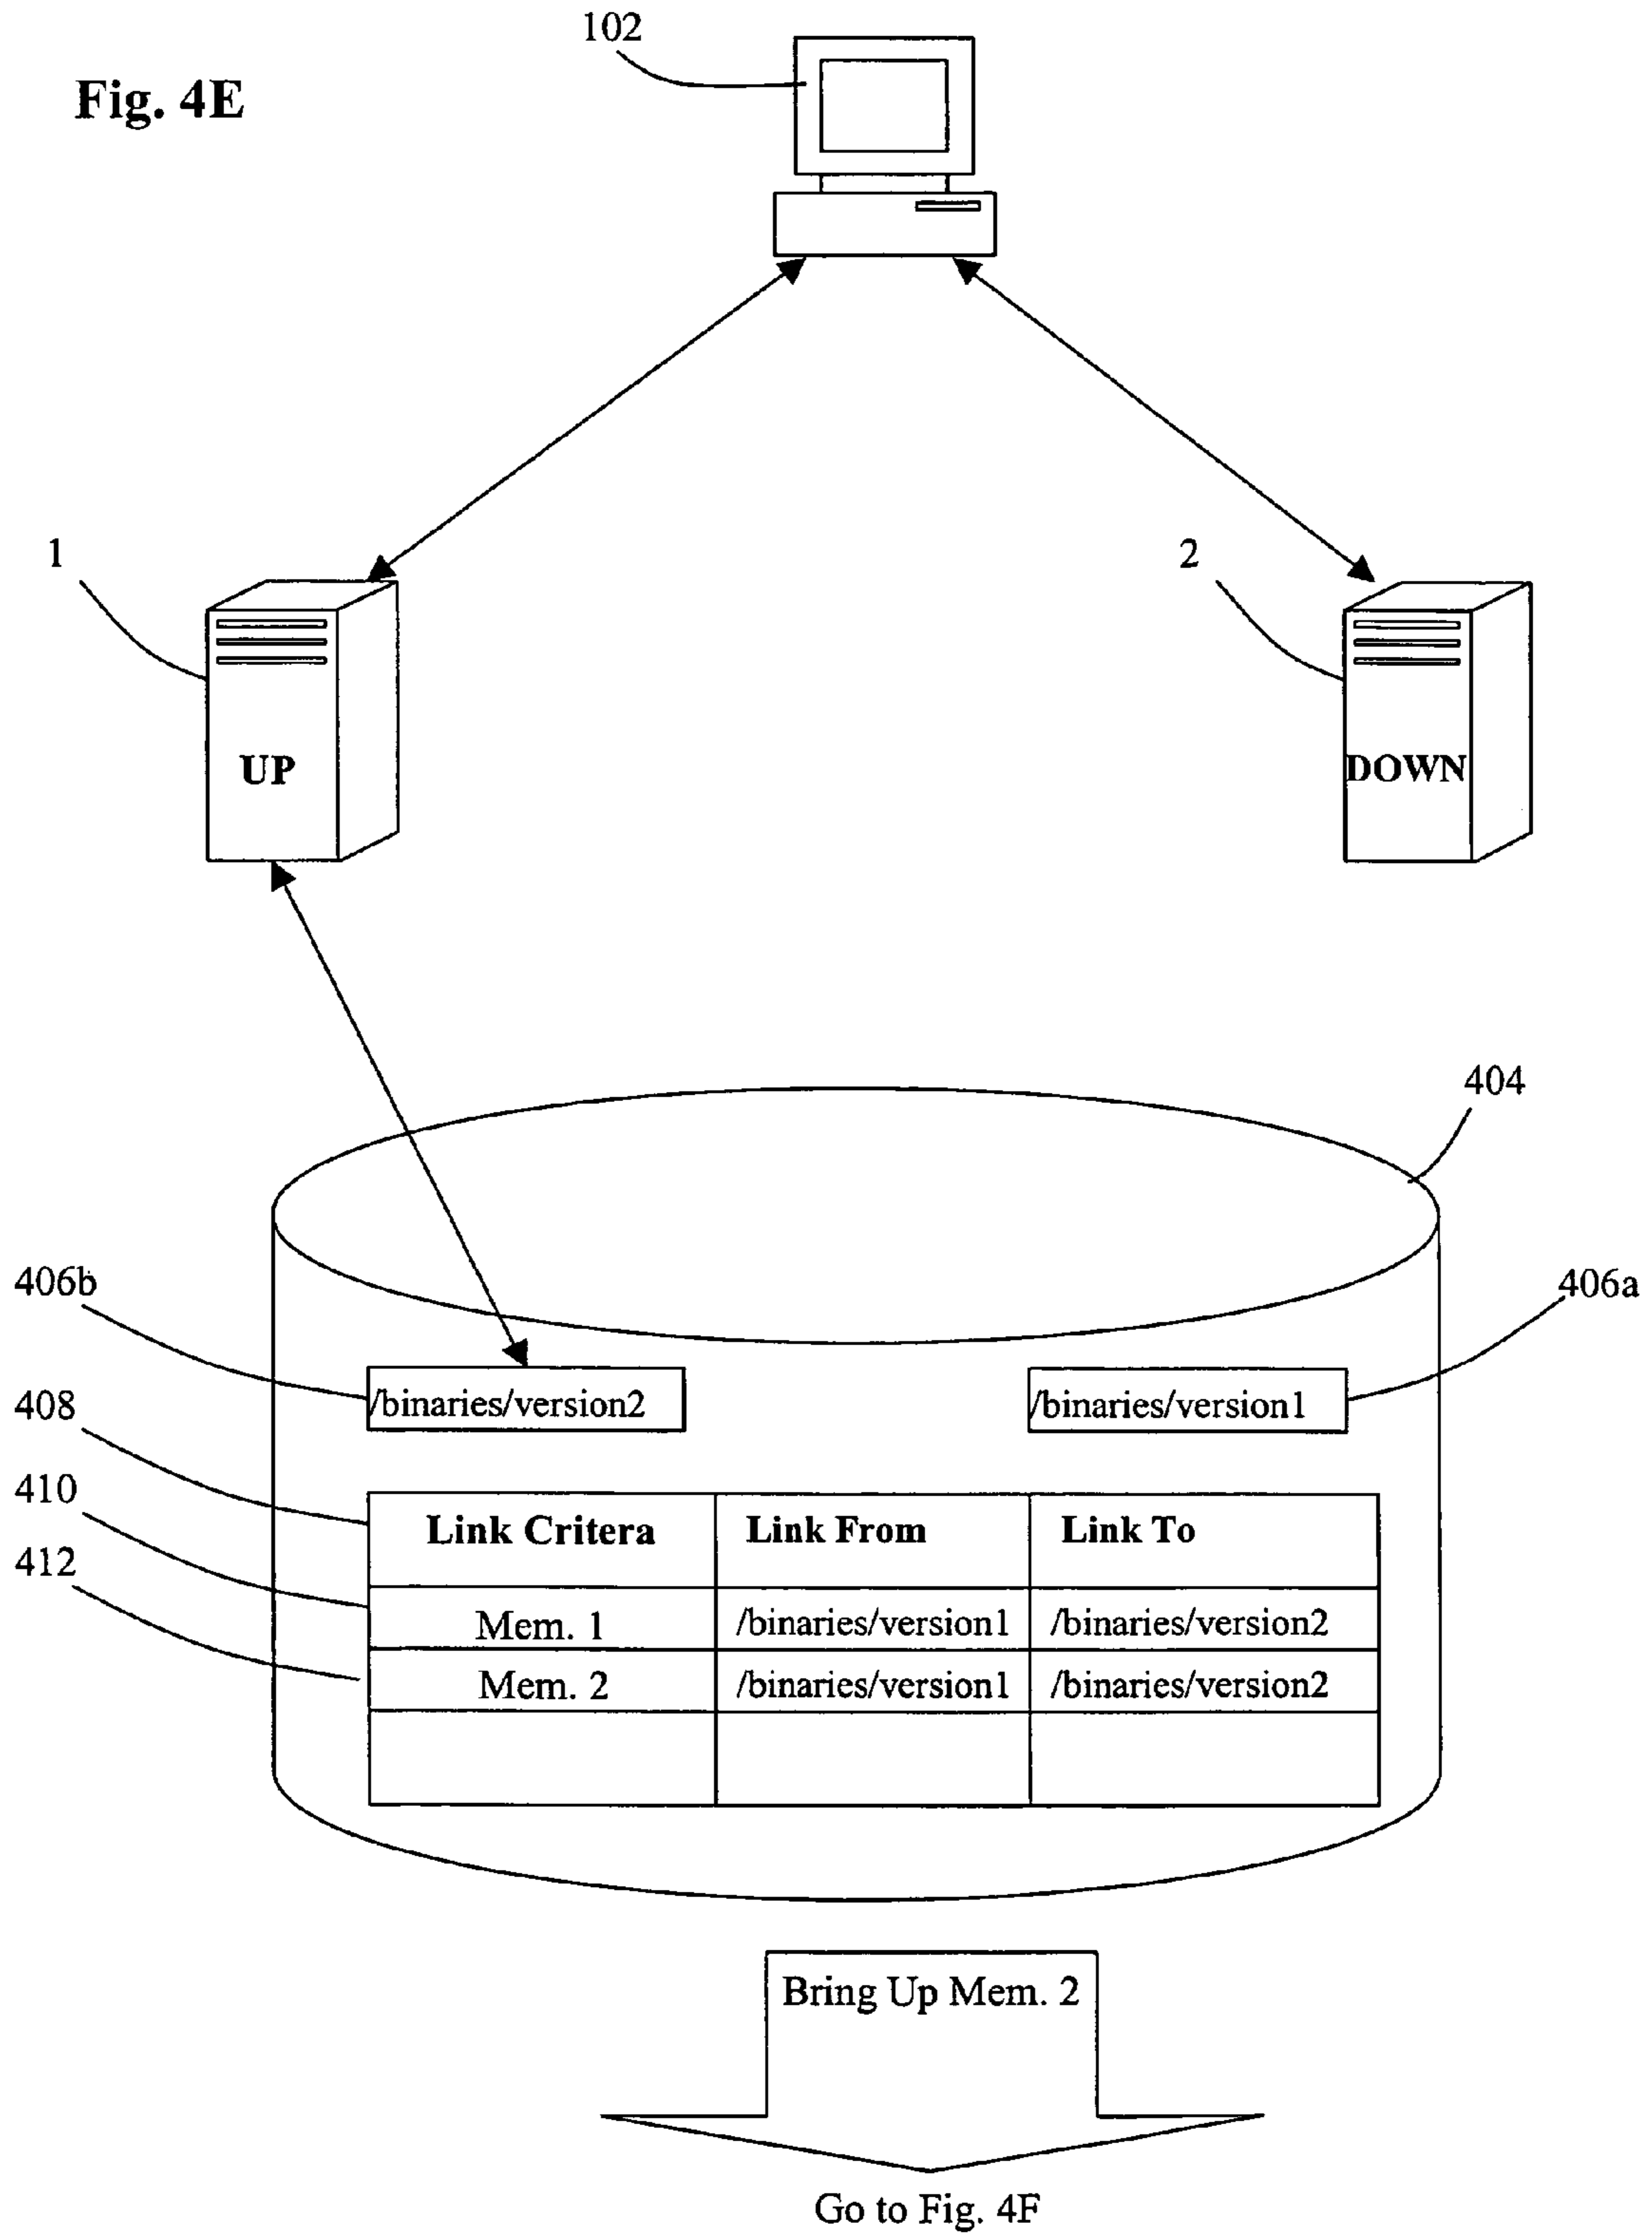 102
Fig. 4E
1
2
UP
DOWN
404
406b
406a
/binaries/version2
/binaries/version1
408
410
412
Link Critera
Link From
Link To
Mem. 1
/binaries/version1
/binaries/version2
Mem. 2
/binaries/version1
/binaries/version2
Bring Up Mem. 2
Go to Fig. 4F